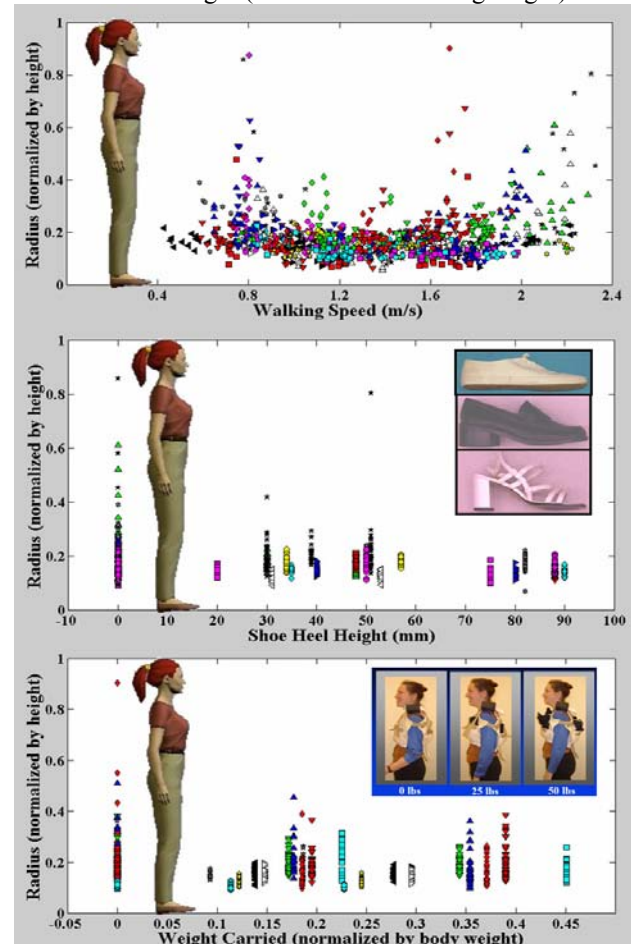 Radius (normalized by height)
1
0.8
0.6
0.4
0.2
0
0.4 0.8 1.2 1.6 2 2.4
Walking Speed (m/s)
Radius (normalized by height)
1
0.8
0.6
0.4
0.2
0
-10 0 10 20 30 40 50 60 70 80 90 100
Shoe Heel Height (mm)
Radius (normalized by height)
1
0.8
0.6
0.4
0.2
0
0 lbs 25 lbs 50 lbs
-0.05 0 0.05 0.1 0.15 0.2 0.25 0.3 0.35 0.4 0.45
Weight Carried (normalized by body weight)